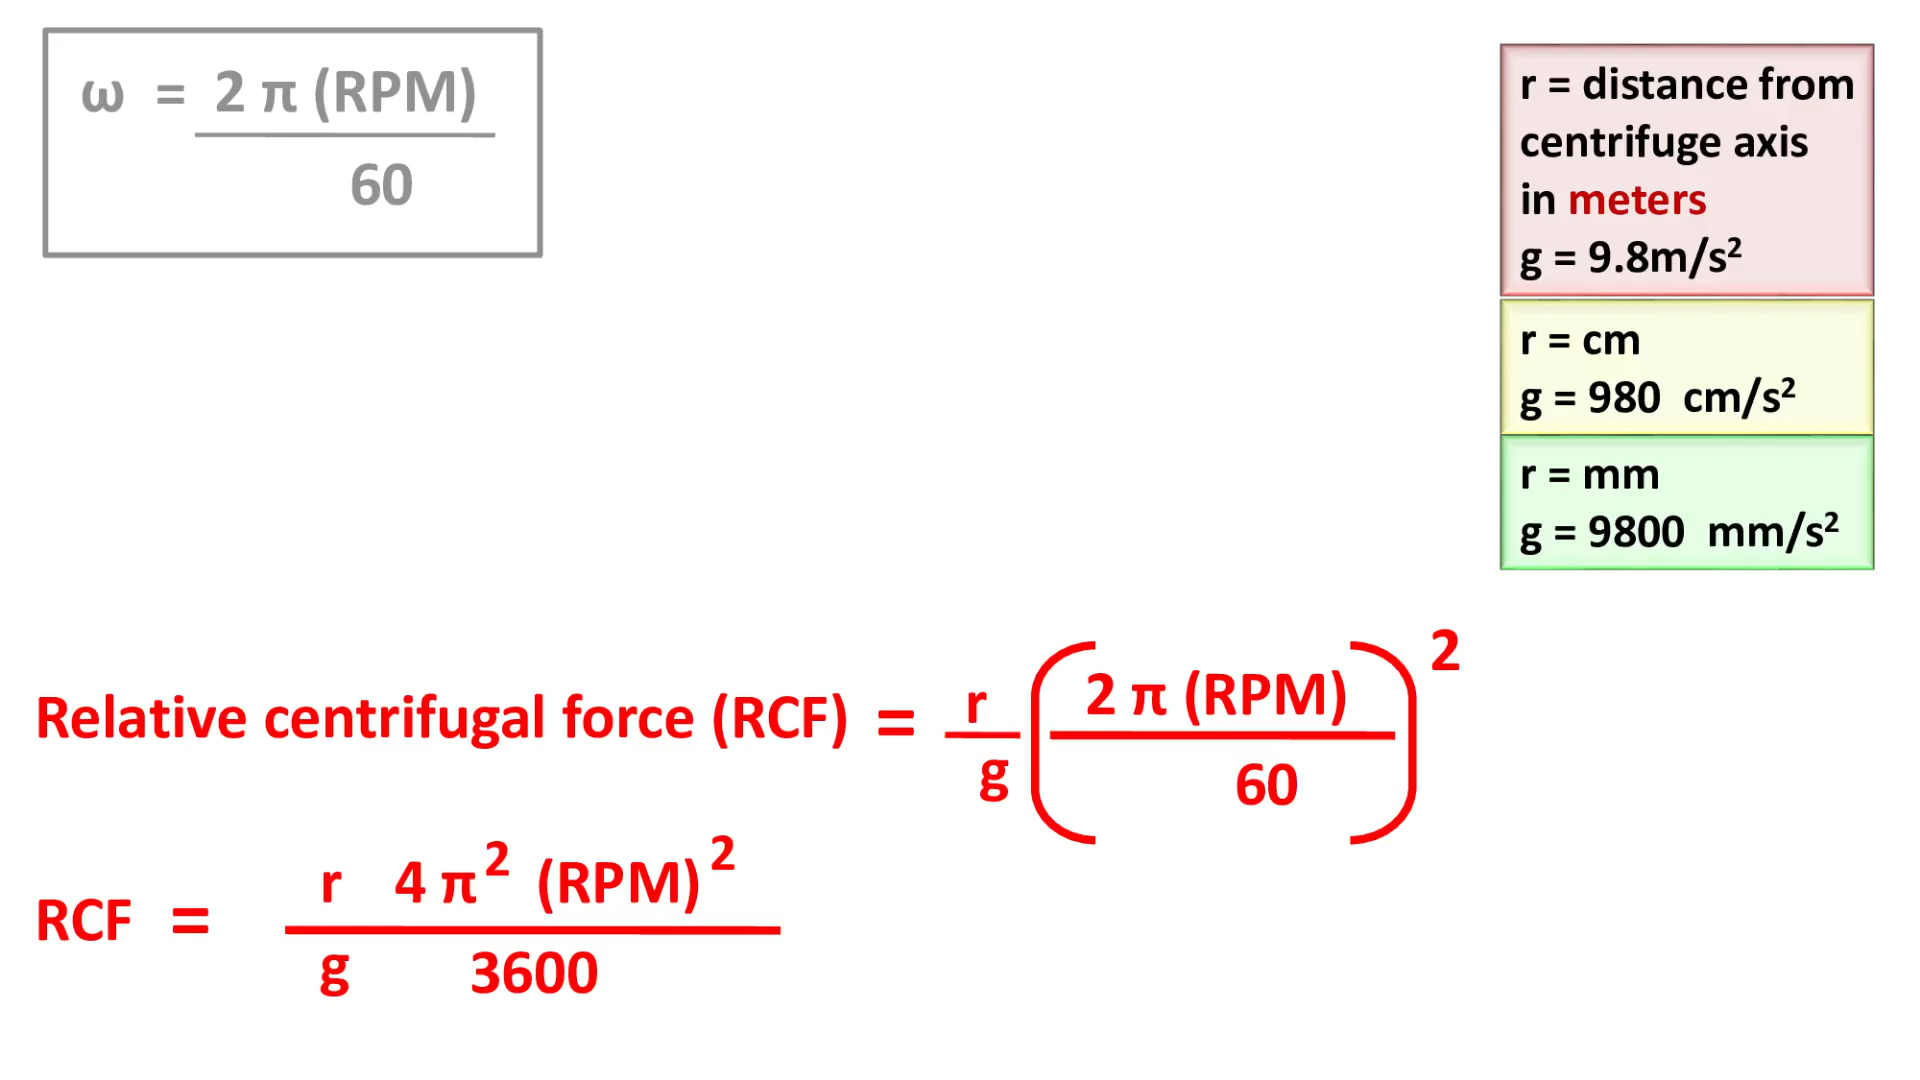 ω = 2 π (RPM)
60
r = distance from
centrifuge axis
in meters
g = 9.8m/s²
r = cm
g = 980 cm/s²
r = mm
g = 9800 mm/s²
Relative centrifugal force (RCF) = r/g (2 π (RPM)/60)²
RCF = r 4 π² (RPM)²
g 3600